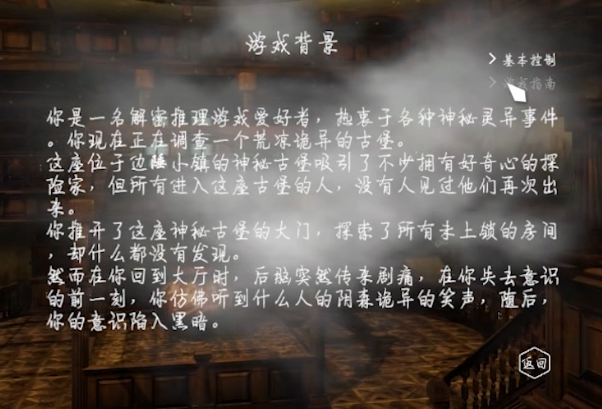 游戏背景
基本控制
游戏指南
你是一名解密推理游戏爱好者，热衷于各种神秘灵异事件
。你现在正在调查一个荒凉诡异的古堡。
这座位于边陲小镇的神秘古堡吸引了不少拥有好奇心的探
险家，但所有进入这座古堡的人，没有人见过他们再次出
来。
你推开了这座神秘古堡的大门，探索了所有未上锁的房间
，却什么都没有发现。
然而在你回到大厅时，后脑突然传来剧痛，在你失去意识
的前一刻，你仿佛听到什么人的阴森诡异的笑声，随后，
你的意识陷入黑暗。
返回